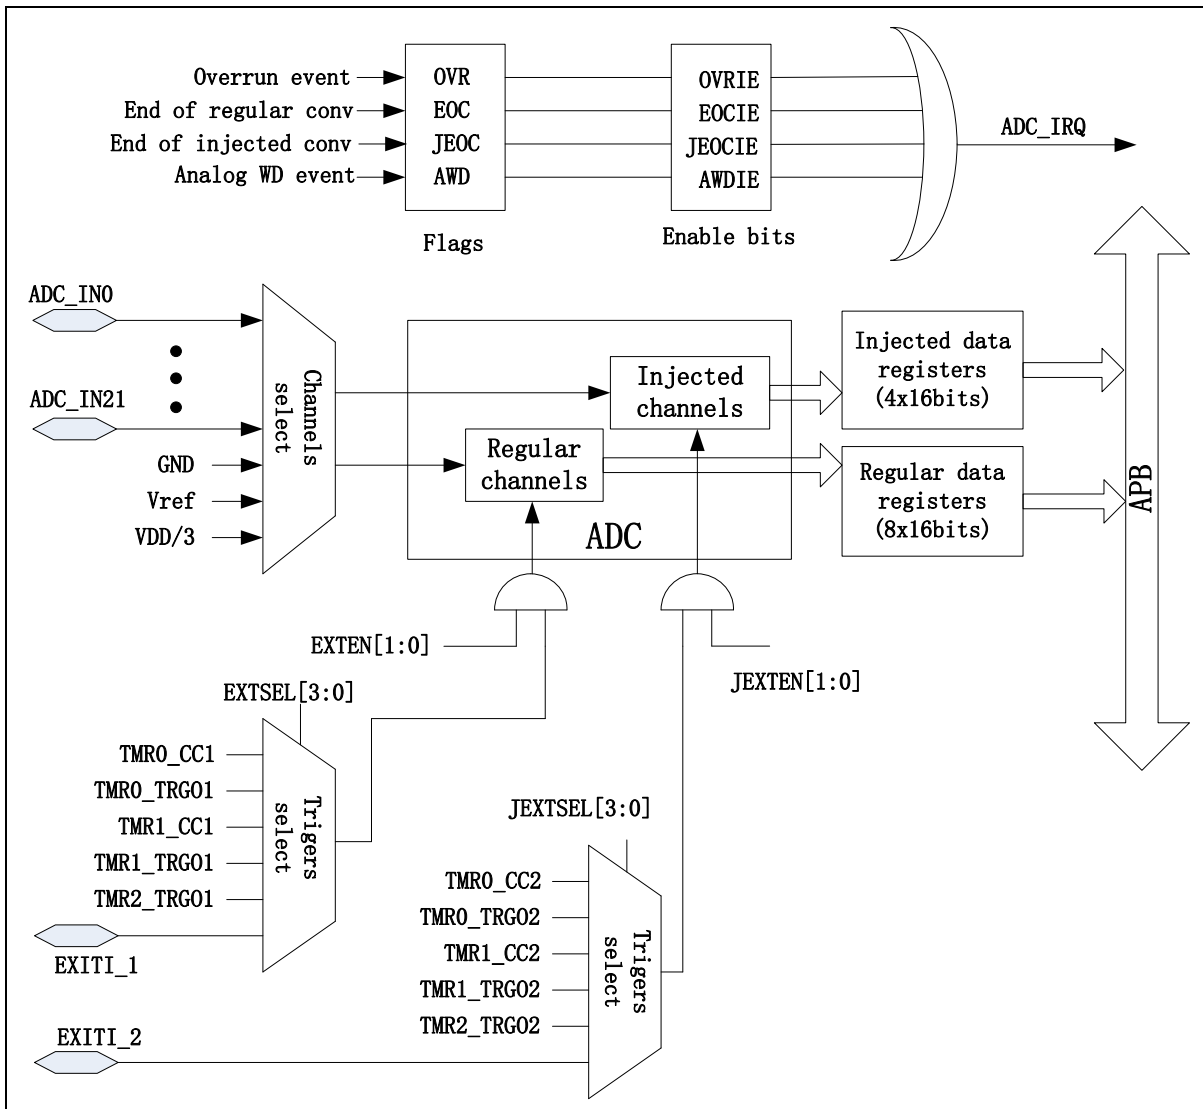 Overrun event
OVR
OVRIE
End of regular conv
EOC
EOCIE
ADC_IRQ
End of injected conv
JEOC
JEOCIE
Analog WD event
AWD
AWDIE
Flags
Enable bits
ADC_IN0
ADC_IN21
GND
Vref
VDD/3
Channels
select
Injected
channels
Regular
channels
ADC
Injected data
registers
(4x16bits)
Regular data
registers
(8x16bits)
APB
EXTEN[1:0]
JEXTEN[1:0]
EXTSEL[3:0]
TMR0_CC1
TMR0_TRGO1
TMR1_CC1
TMR1_TRGO1
TMR2_TRGO1
Trigers
select
EXITI_1
JEXTSEL[3:0]
TMR0_CC2
TMR0_TRGO2
TMR1_CC2
TMR1_TRGO2
TMR2_TRGO2
Trigers
select
EXITI_2